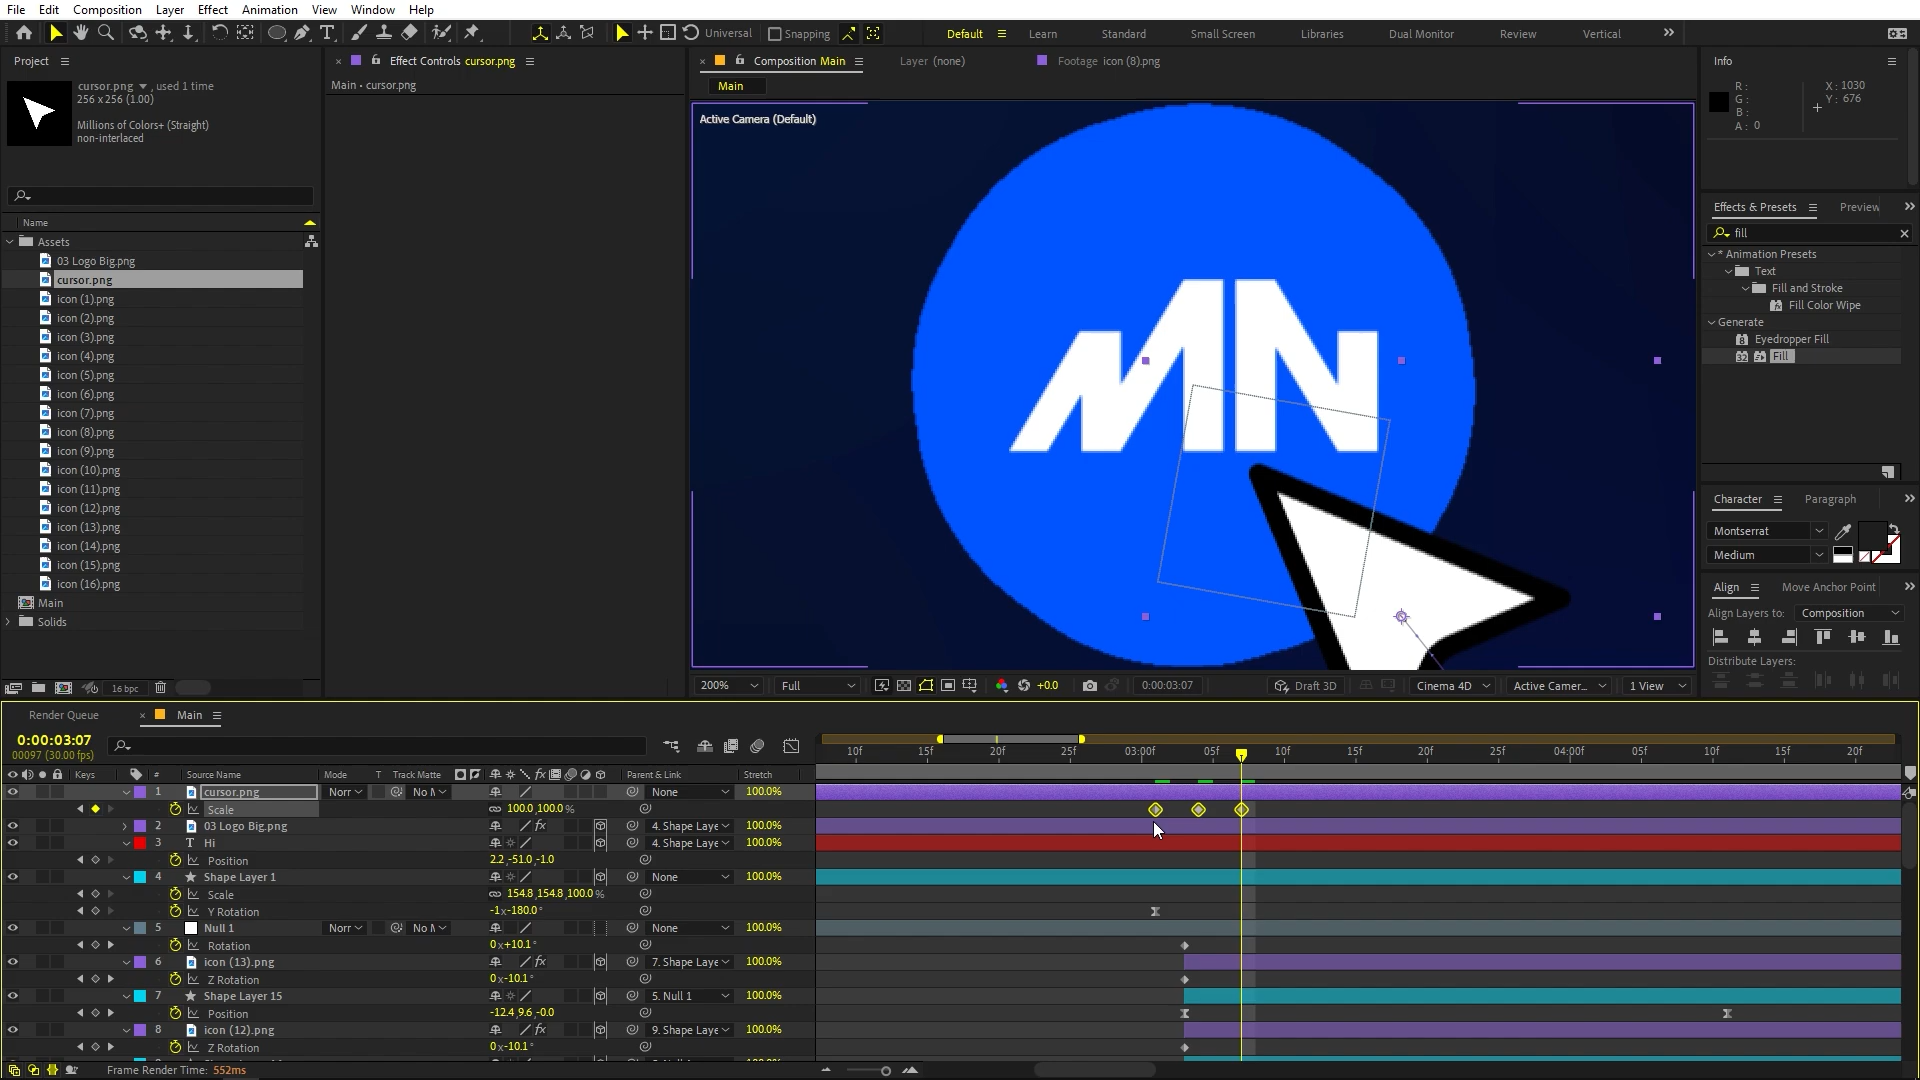 File Edit Composition Layer Effect Animation View Window Help
Universal Snapping Default Learn Standard Small Screen Libraries Dual Monitor Review Vertical
Project
cursor.png , used 1 time
256 x 256 (1.00)
Millions of Colors+ (Straight)
non-interlaced
Name
Assets
03 Logo Big.png
cursor.png
icon (1).png
icon (2).png
icon (3).png
icon (4).png
icon (5).png
icon (6).png
icon (7).png
icon (8).png
icon (9).png
icon (10).png
icon (11).png
icon (12).png
icon (13).png
icon (14).png
icon (15).png
icon (16).png
Main
Solids
16 bpc
Effect Controls cursor.png
Main • cursor.png
Composition Main Layer (none) Footage icon (8).png
Main
Active Camera (Default)
MN
200% Full +0.0 0:00:03:07 Draft 3D Cinema 4D Active Camer... 1 View
Info
R :
G :
B :
A : 0
X : 1030
Y : 676
Effects & Presets Preview
fill
* Animation Presets
Text
Fill and Stroke
Fill Color Wipe
Generate
Eyedropper Fill
Fill
Character Paragraph
Montserrat
Medium
Align Move Anchor Point
Align Layers to: Composition
Distribute Layers:
Render Queue Main
0:00:03:07
00097 (30.00 fps)
10f 15f 20f 25f 03:00f 05f 10f 15f 20f 25f 04:00f 05f 10f 15f 20f
Keys # Source Name Mode T Track Matte Parent & Link Stretch
1 cursor.png Norr No M None 100.0%
Scale 100.0,100.0 %
2 03 Logo Big.png 4. Shape Laye 100.0%
3 T Hi 4. Shape Laye 100.0%
Position 2.2,-51.0,-1.0
4 Shape Layer 1 None 100.0%
Scale 154.8,154.8,100.0 %
Y Rotation -1x-180.0°
5 Null 1 Norr No M None 100.0%
Rotation 0x+10.1°
6 icon (13).png 7. Shape Laye 100.0%
Z Rotation 0x-10.1°
7 Shape Layer 15 5. Null 1 100.0%
Position -12.4,9.6,-0.0
8 icon (12).png 9. Shape Laye 100.0%
Z Rotation 0x-10.1°
Frame Render Time: 552ms